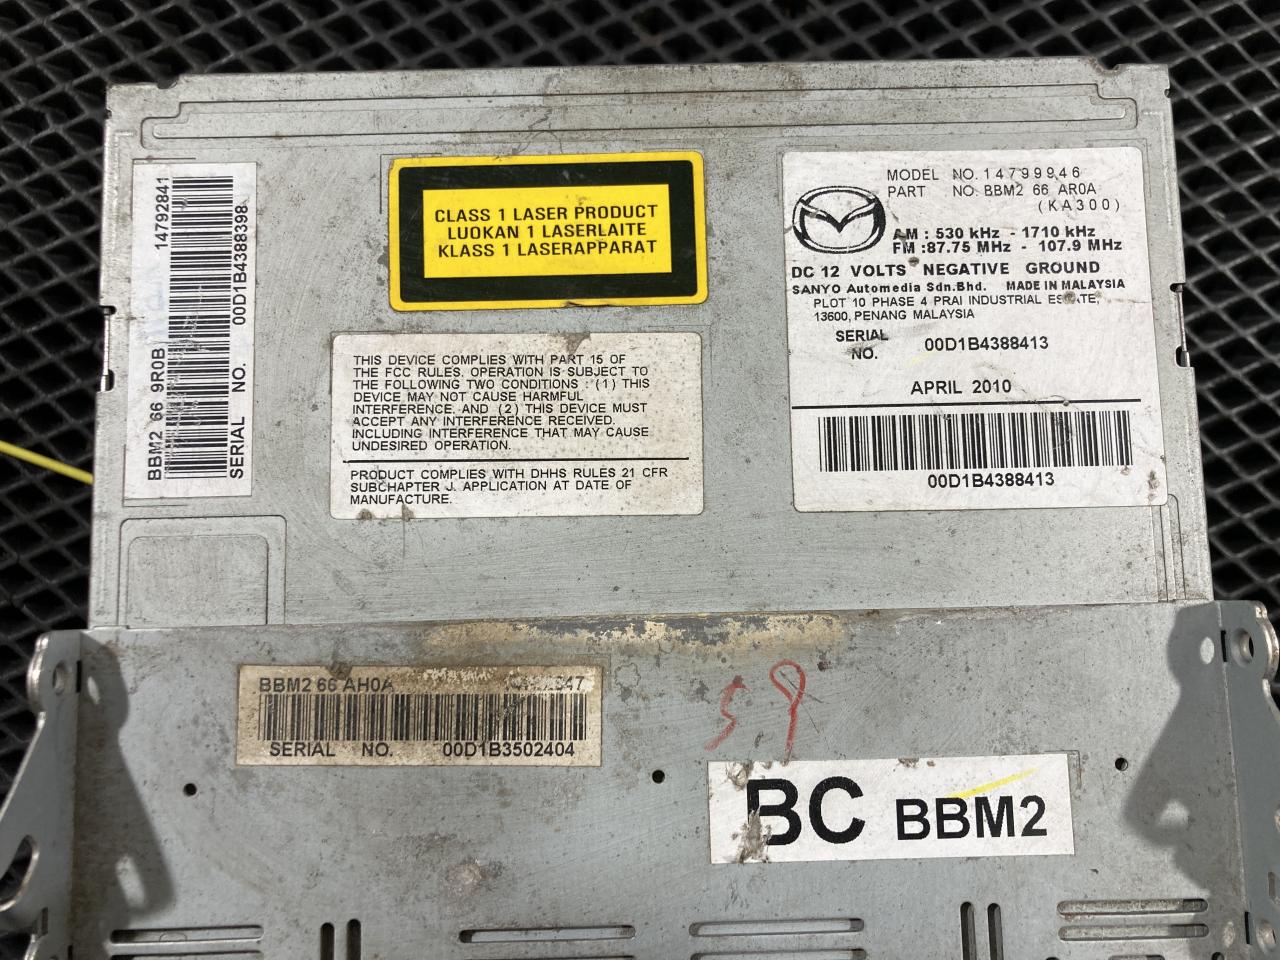 14792841
BBM2 66 9R0B
00D1B4388398
SERIAL NO.
CLASS 1 LASER PRODUCT
LUOKAN 1 LASERLAITE
KLASS 1 LASERAPPARAT
MODEL NO. 14799946
PART NO. BBM2 66 AR0A
(KA300)
AM : 530 kHz - 1710 kHz
FM : 87.75 MHz - 107.9 MHz
DC 12 VOLTS NEGATIVE GROUND
SANYO Automedia Sdn.Bhd. MADE IN MALAYSIA
PLOT 10 PHASE 4 PRAI INDUSTRIAL
13600, PENANG MALAYSIA
SERIAL
NO. 00D1B4388413
APRIL 2010
00D1B4388413
THIS DEVICE COMPLIES WITH PART 15 OF
THE FCC RULES. OPERATION IS SUBJECT TO
THE FOLLOWING TWO CONDITIONS : (1) THIS
DEVICE MAY NOT CAUSE HARMFUL
INTERFERENCE, AND (2) THIS DEVICE MUST
ACCEPT ANY INTERFERENCE RECEIVED.
INCLUDING INTERFERENCE THAT MAY CAUSE
UNDESIRED OPERATION.
PRODUCT COMPLIES WITH DHHS RULES 21 CFR
SUBCHAPTER J. APPLICATION AT DATE OF
MANUFACTURE.
BBM2 66 AH0A
SERIAL NO. 00D1B3502404
BC BBM2